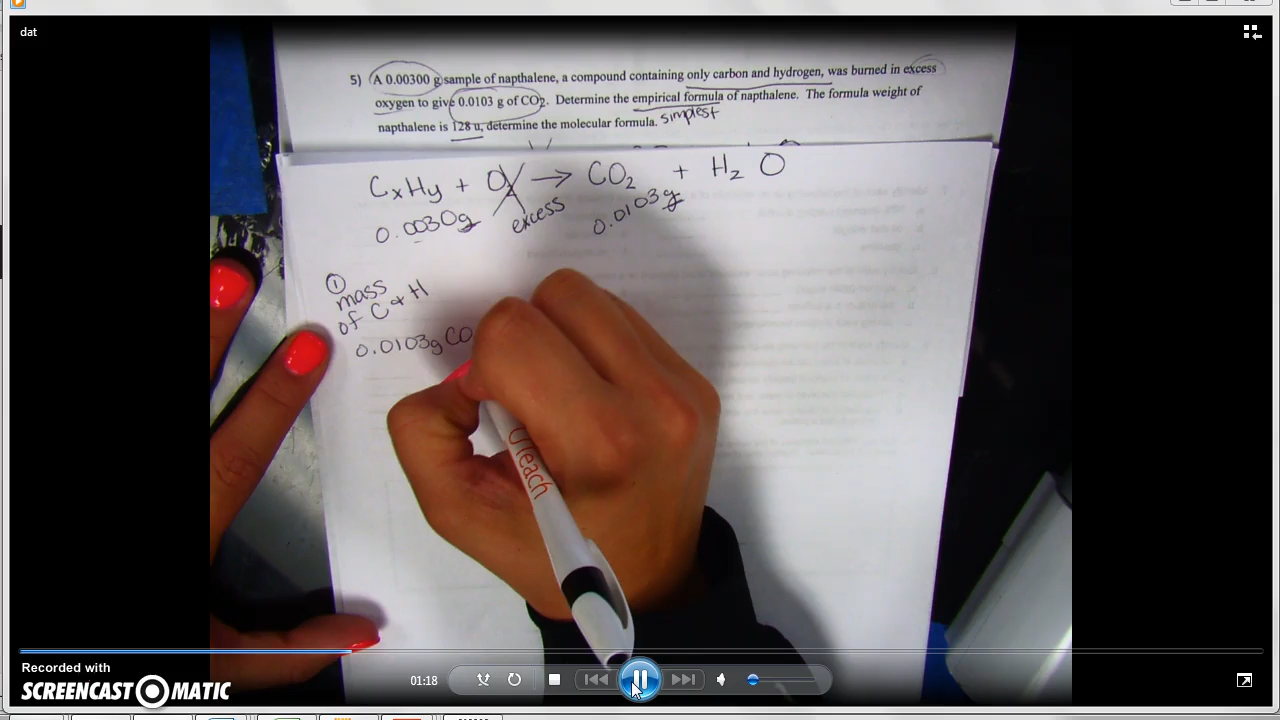 dat
5) A 0.00300 g sample of napthalene, a compound containing only carbon and hydrogen, was burned in excess
oxygen to give 0.0103 g of CO2. Determine the empirical formula of napthalene. The formula weight of
napthalene is 128 u, determine the molecular formula. simplest
CxHy + O2 → CO2 + H2O
0.0030g excess 0.0103g
①
mass
of C + H
0.0103g CO
UTeach
01:18
Recorded with
SCREENCAST O MATIC